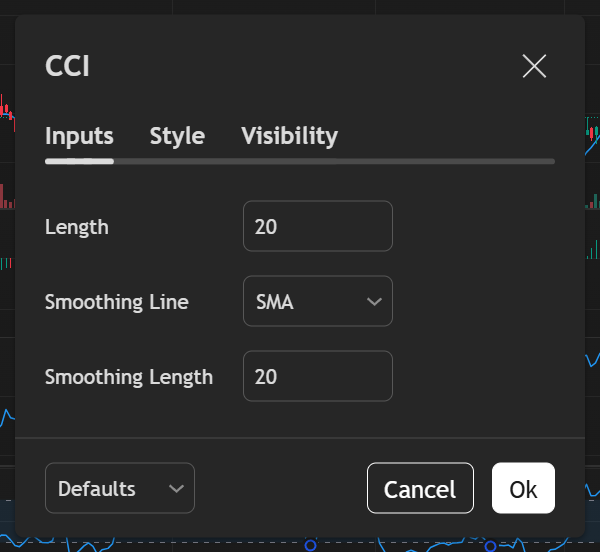 CCI
Inputs Style Visibility
Length 20
Smoothing Line SMA
Smoothing Length 20
Defaults Cancel Ok